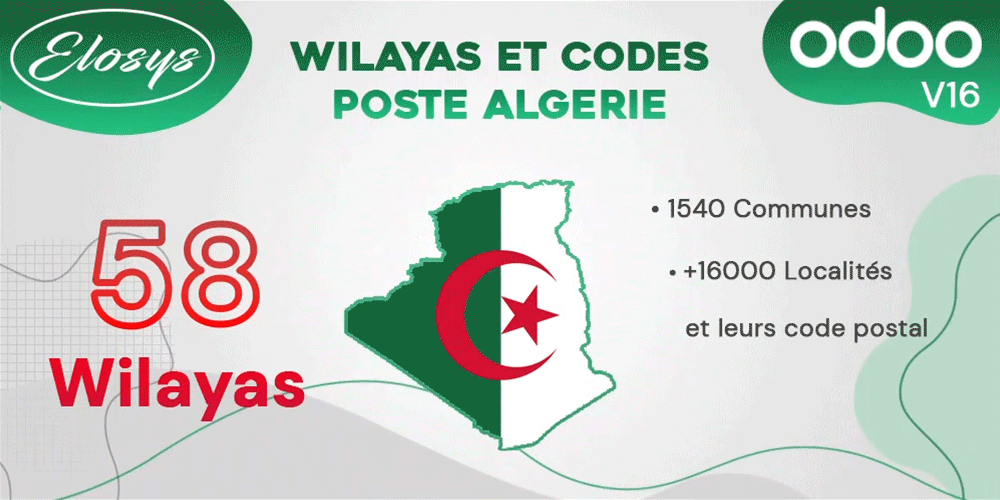 Elosys
WILAYAS ET CODES
POSTE ALGERIE
odoo
V16
58
Wilayas
• 1540 Communes
• +16000 Localités
et leurs code postal